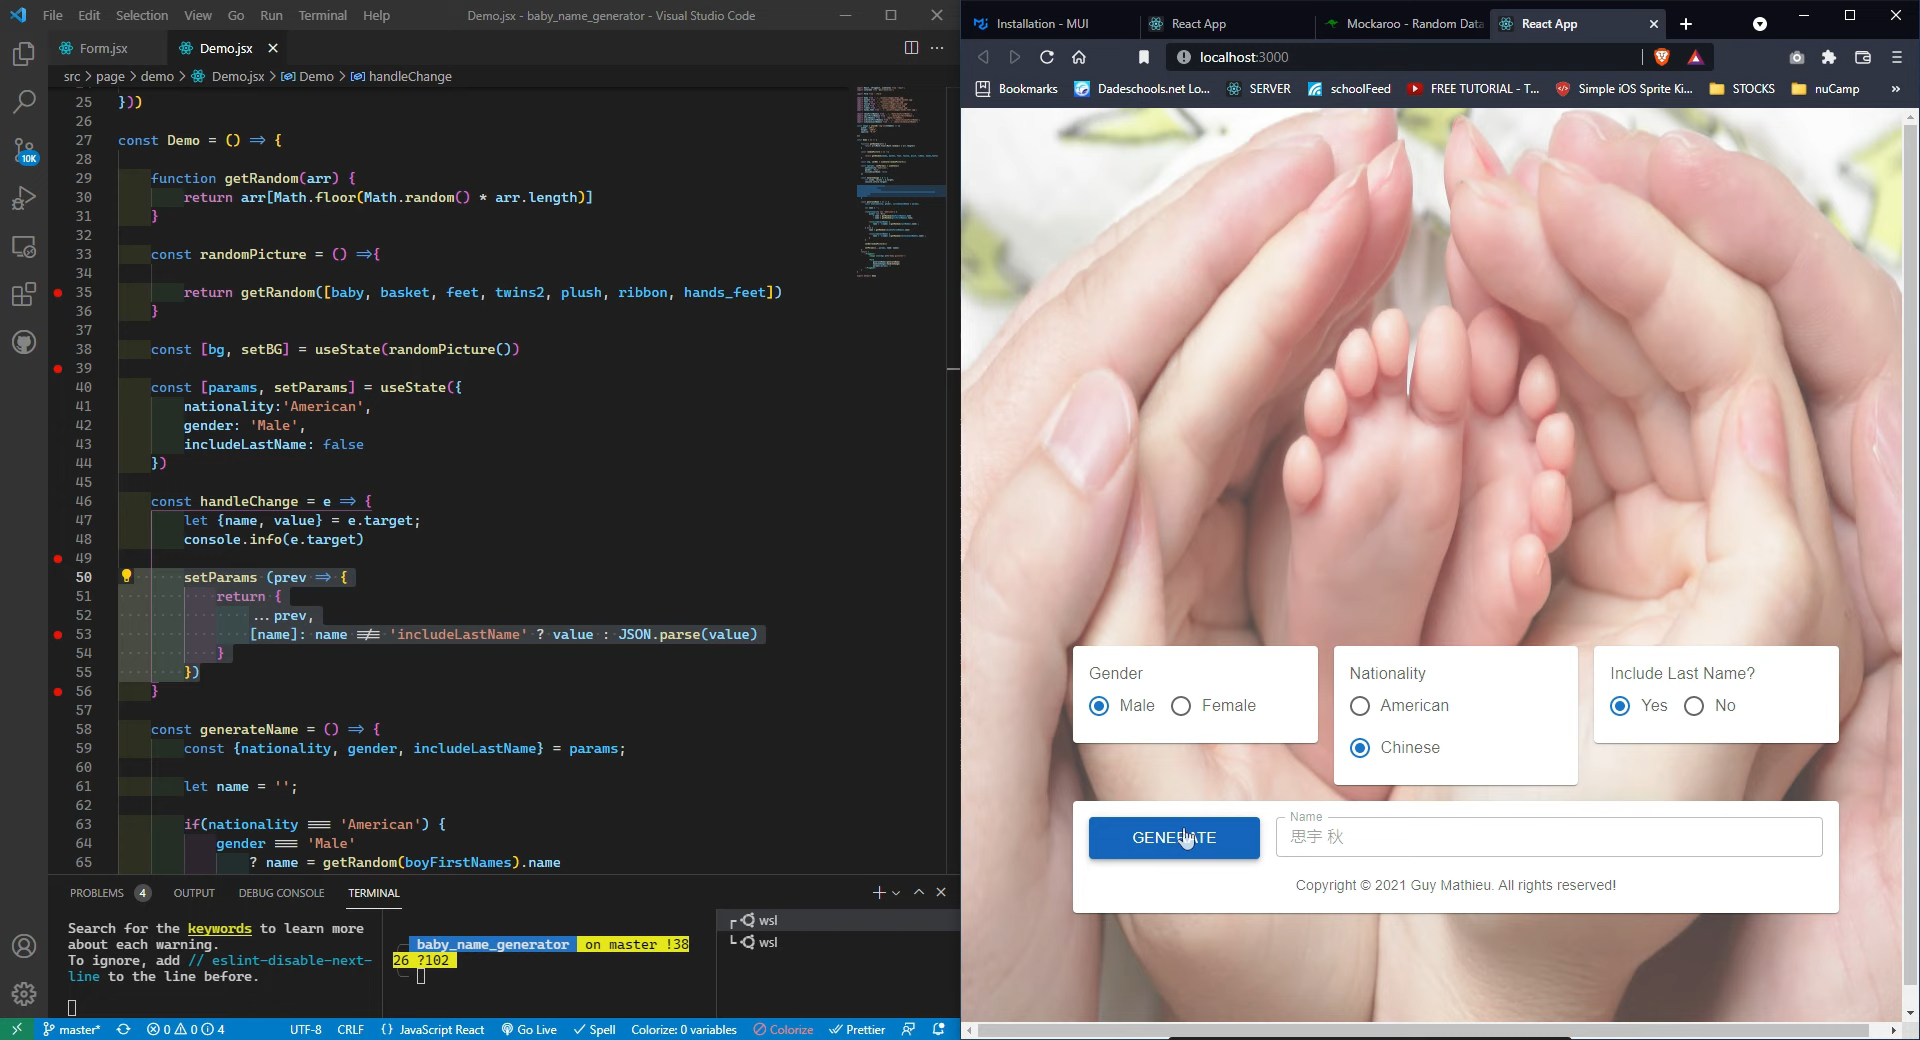 File Edit Selection View Go Run Terminal Help
Demo.jsx - baby_name_generator - Visual Studio Code
Form.jsx
Demo.jsx
src > page > demo > Demo.jsx > Demo > handleChange
25 }))
26
27 const Demo = () => {
28
29 function getRandom(arr) {
30 return arr[Math.floor(Math.random() * arr.length)]
31 }
32
33 const randomPicture = () =>{
34
35 return getRandom([baby, basket, feet, twins2, plush, ribbon, hands_feet])
36 }
37
38 const [bg, setBG] = useState(randomPicture())
39
40 const [params, setParams] = useState({
41 nationality:'American',
42 gender: 'Male',
43 includeLastName: false
44 })
45
46 const handleChange = e => {
47 let {name, value} = e.target;
48 console.info(e.target)
49
50 setParams (prev => {
51 return {
52 ...prev,
53 [name]: name !== 'includeLastName' ? value : JSON.parse(value)
54 }
55 })
56 }
57
58 const generateName = () => {
59 const {nationality, gender, includeLastName} = params;
60
61 let name = '';
62
63 if(nationality === 'American') {
64 gender === 'Male'
65 ? name = getRandom(boyFirstNames).name
10K
PROBLEMS 4 OUTPUT DEBUG CONSOLE TERMINAL
Search for the keywords to learn more
about each warning.
To ignore, add // eslint-disable-next-
line to the line before.
baby_name_generator on master !38
26 ?102
wsl
wsl
master* 0 0 4 UTF-8 CRLF {} JavaScript React Go Live Spell Colorize: 0 variables Colorize Prettier
Installation - MUI
React App
Mockaroo - Random Data
React App
localhost:3000
Bookmarks Dadeschools.net Lo... SERVER schoolFeed FREE TUTORIAL - T... Simple iOS Sprite Ki... STOCKS nuCamp »
Gender
Male Female
Nationality
American
Chinese
Include Last Name?
Yes No
GENERATE
Name
思宇 秋
Copyright © 2021 Guy Mathieu. All rights reserved!